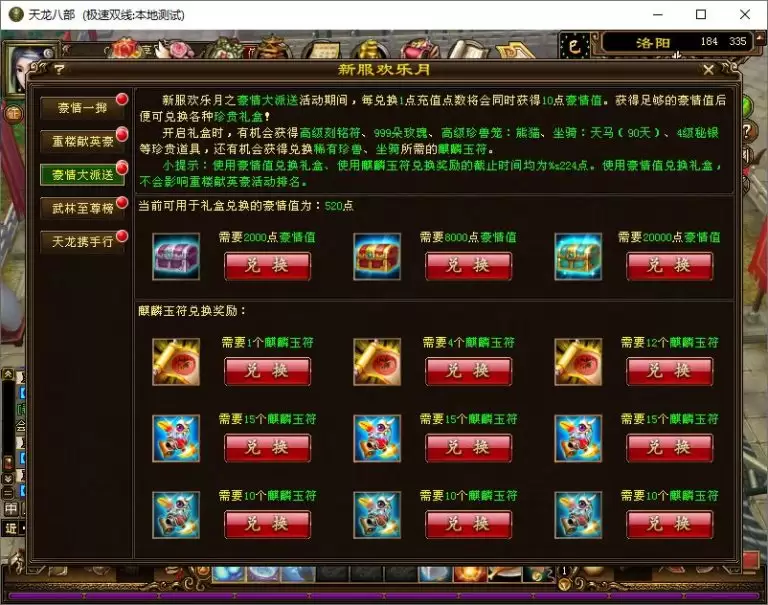 天龙八部 (极速双线:本地测试)
洛阳 184 335
新服欢乐月
豪情一掷
重楼献英豪
豪情大派送
武林至尊榜
天龙携手行
新服欢乐月之豪情大派送活动期间，每兑换1点充值点数将会同时获得10点豪情值。获得足够的豪情值后
便可兑换各种珍贵礼盒！
开启礼盒时，有机会获得高级刻铭符、999朵玫瑰、高级珍兽笼：熊猫、坐骑：天马（90天）、4级秘银
等珍贵道具，还有机会获得兑换稀有珍兽、坐骑所需的麒麟玉符。
小提示：使用豪情值兑换礼盒、使用麒麟玉符兑换奖励的截止时间均为%s224点。使用豪情值兑换礼盒，
不会影响重楼献英豪活动排名。
当前可用于礼盒兑换的豪情值为：520点
需要2000点豪情值 需要8000点豪情值 需要20000点豪情值
兑换 兑换 兑换
麒麟玉符兑换奖励：
需要1个麒麟玉符 需要4个麒麟玉符 需要12个麒麟玉符
兑换 兑换 兑换
需要15个麒麟玉符 需要15个麒麟玉符 需要15个麒麟玉符
兑换 兑换 兑换
需要10个麒麟玉符 需要10个麒麟玉符 需要10个麒麟玉符
兑换 兑换 兑换
近
1